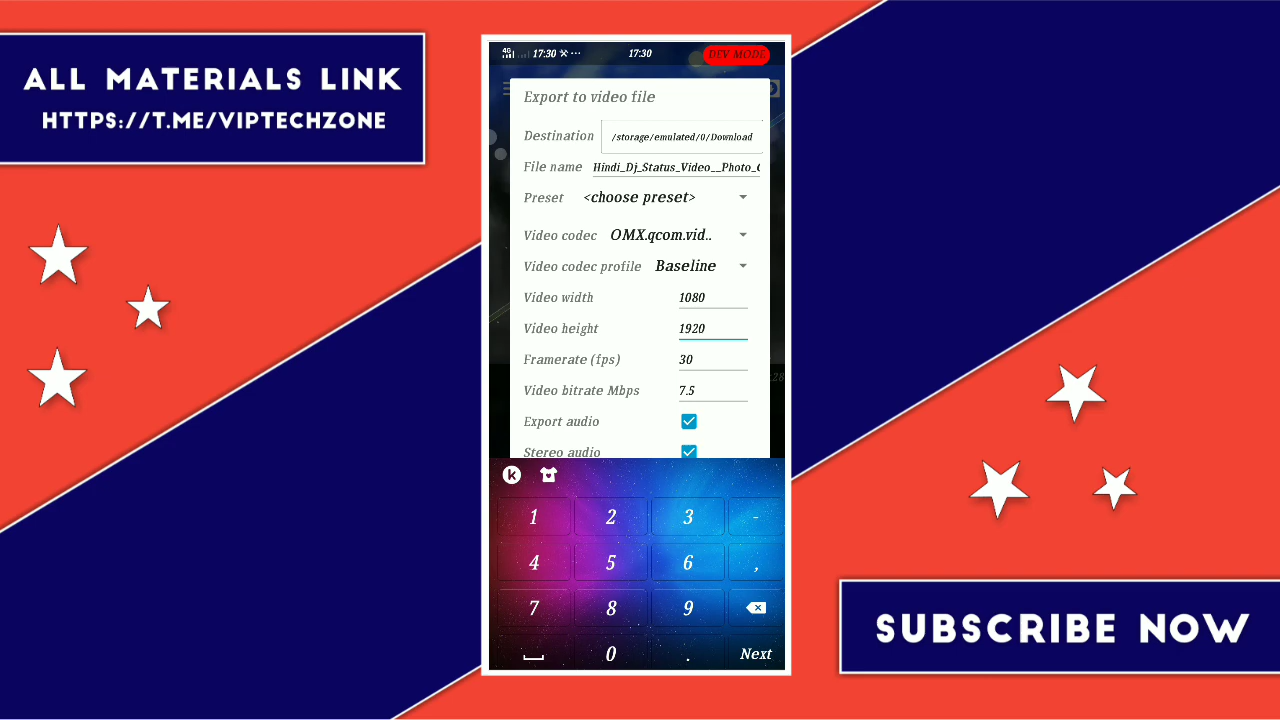 ALL MATERIALS LINK
HTTPS://T.ME/VIPTECHZONE
4G 17:30 ··· 17:30 DEV MODE
Export to video file
Destination /storage/emulated/0/Download
File name Hindi_Dj_Status_Video__Photo_
Preset <choose preset>
Video codec OMX.qcom.vid..
Video codec profile Baseline
Video width 1080
Video height 1920
Framerate (fps) 30
:28
Video bitrate Mbps 7.5
Export audio
Stereo audio
k
1 2 3 -
4 5 6 ,
7 8 9
0 . Next
SUBSCRIBE NOW